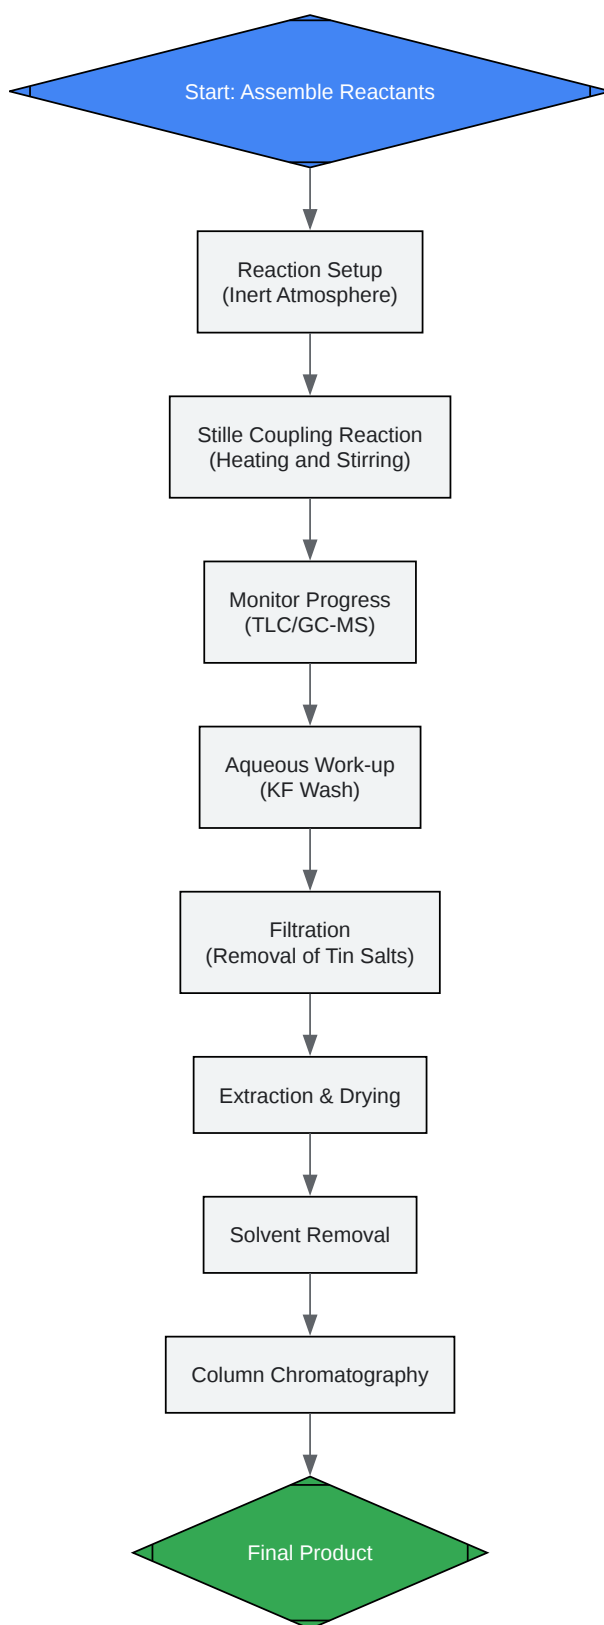 Start: Assemble Reactants
Reaction Setup
(Inert Atmosphere)
Stille Coupling Reaction
(Heating and Stirring)
Monitor Progress
(TLC/GC-MS)
Aqueous Work-up
(KF Wash)
Filtration
(Removal of Tin Salts)
Extraction & Drying
Solvent Removal
Column Chromatography
Final Product